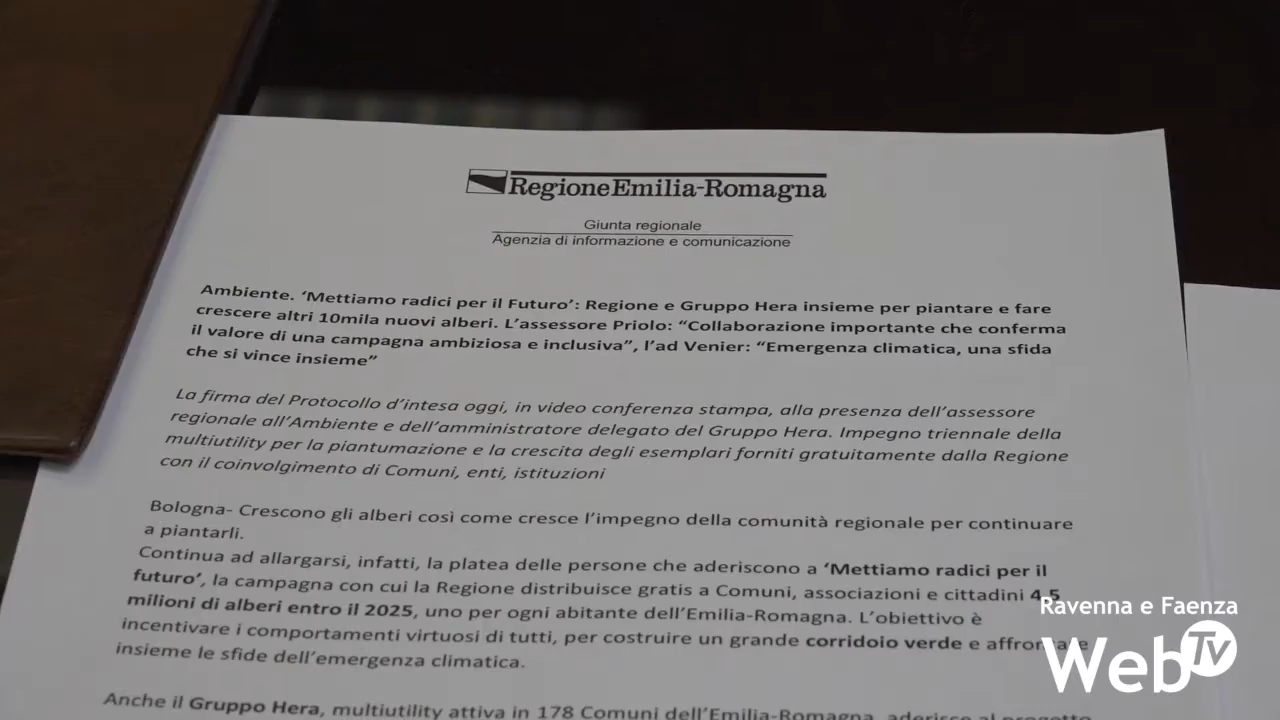 RegioneEmilia-Romagna
Giunta regionale
Agenzia di informazione e comunicazione
Ambiente. ‘Mettiamo radici per il Futuro’: Regione e Gruppo Hera insieme per piantare e fare
crescere altri 10mila nuovi alberi. L’assessore Priolo: “Collaborazione importante che conferma
il valore di una campagna ambiziosa e inclusiva”, l’ad Venier: “Emergenza climatica, una sfida
che si vince insieme”
La firma del Protocollo d’intesa oggi, in video conferenza stampa, alla presenza dell’assessore
regionale all’Ambiente e dell’amministratore delegato del Gruppo Hera. Impegno triennale della
multiutility per la piantumazione e la crescita degli esemplari forniti gratuitamente dalla Regione
con il coinvolgimento di Comuni, enti, istituzioni
Bologna- Crescono gli alberi così come cresce l’impegno della comunità regionale per continuare
a piantarli.
Continua ad allargarsi, infatti, la platea delle persone che aderiscono a ‘Mettiamo radici per il
futuro’, la campagna con cui la Regione distribuisce gratis a Comuni, associazioni e cittadini 4,5
milioni di alberi entro il 2025, uno per ogni abitante dell’Emilia-Romagna. L’obiettivo è
incentivare i comportamenti virtuosi di tutti, per costruire un grande corridoio verde e affrontare
insieme le sfide dell’emergenza climatica.
Anche il Gruppo Hera, multiutility attiva in 178 Comuni dell’Emilia-Romagna, aderisce al progetto
Ravenna e Faenza
WebTv